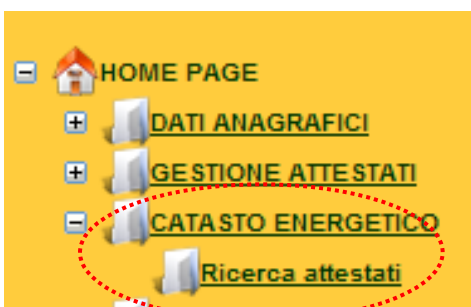 HOME PAGE
DATI ANAGRAFICI
GESTIONE ATTESTATI
CATASTO ENERGETICO
Ricerca attestati